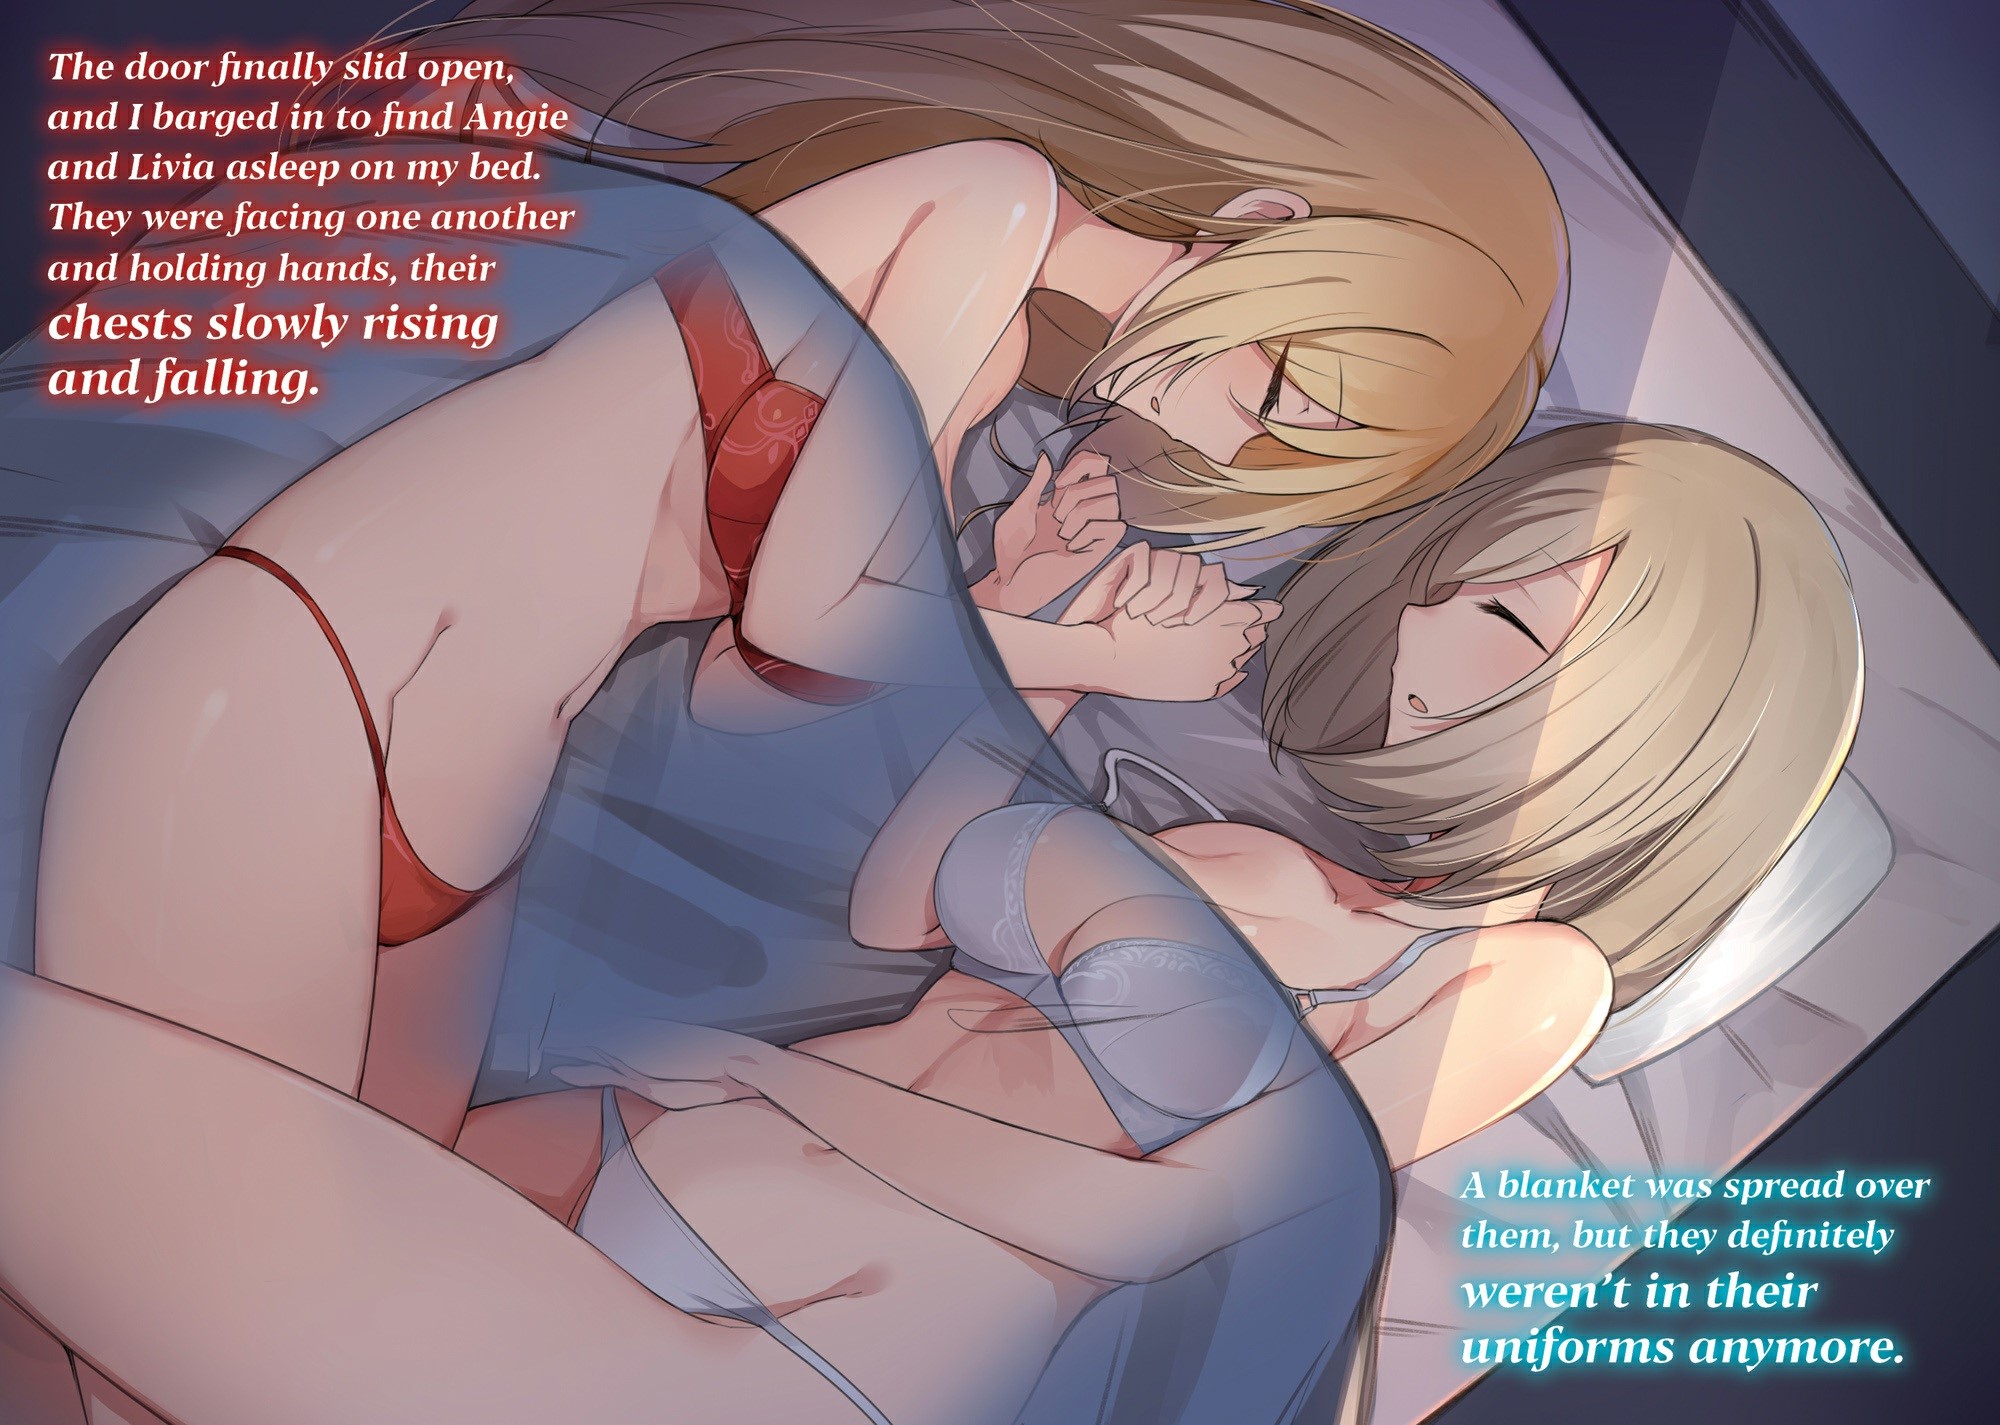 The door finally slid open,
and I barged in to find Angie
and Livia asleep on my bed.
They were facing one another
and holding hands, their
chests slowly rising
and falling.
A blanket was spread over
them, but they definitely
weren't in their
uniforms anymore.